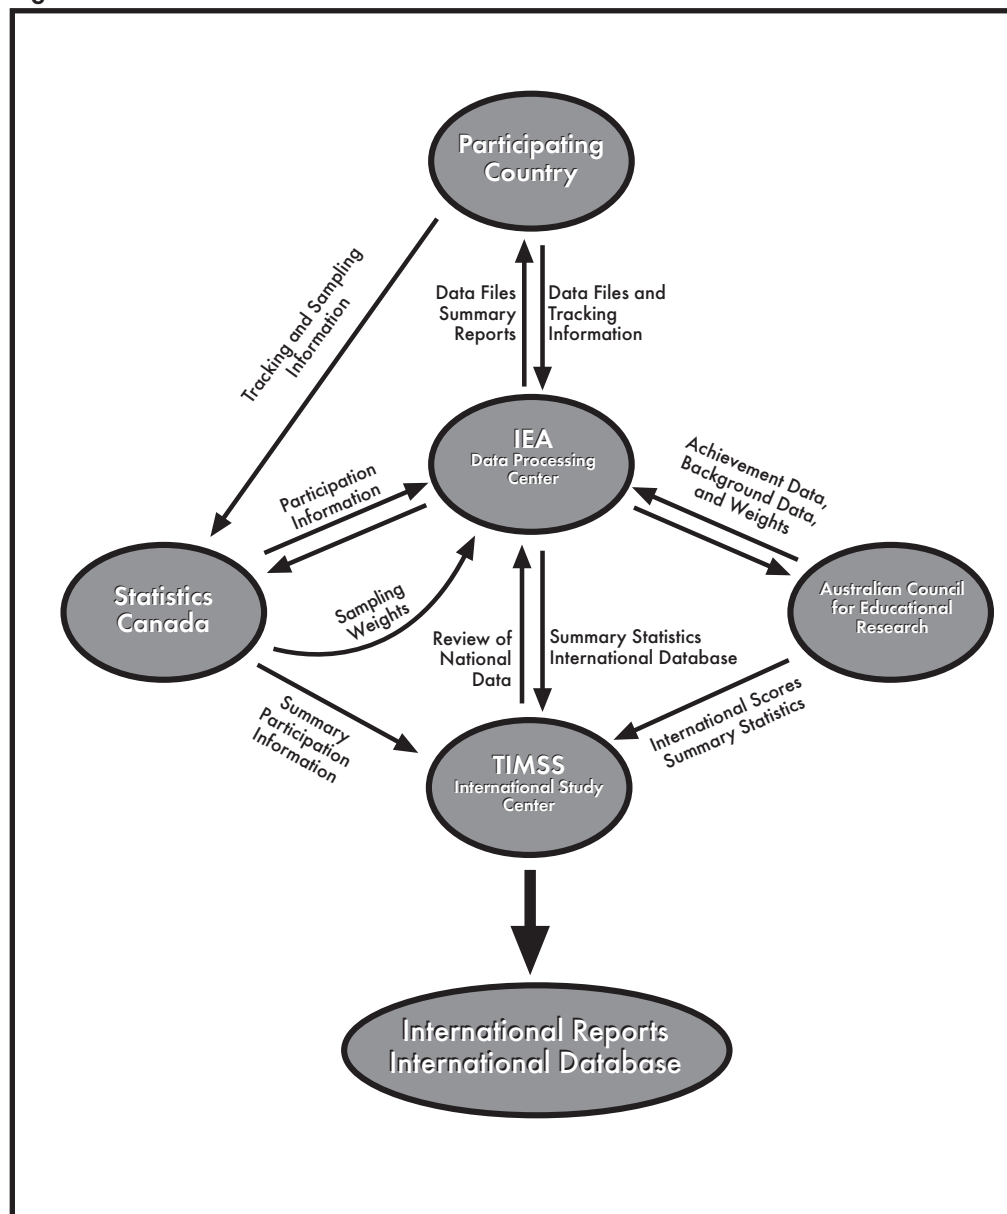 Participating
Country
Tracking and Sampling
Information
Data Files
Summary
Reports
Data Files and
Tracking
Information
IEA
Data Processing
Center
Participation
Information
Achievement Data,
Background Data,
and Weights
Statistics
Canada
Sampling
Weights
Australian Council
for Educational
Research
Review of
National
Data
Summary Statistics
International Database
Summary
Participation
Information
International Scores
Summary Statistics
TIMSS
International Study
Center
International Reports
International Database